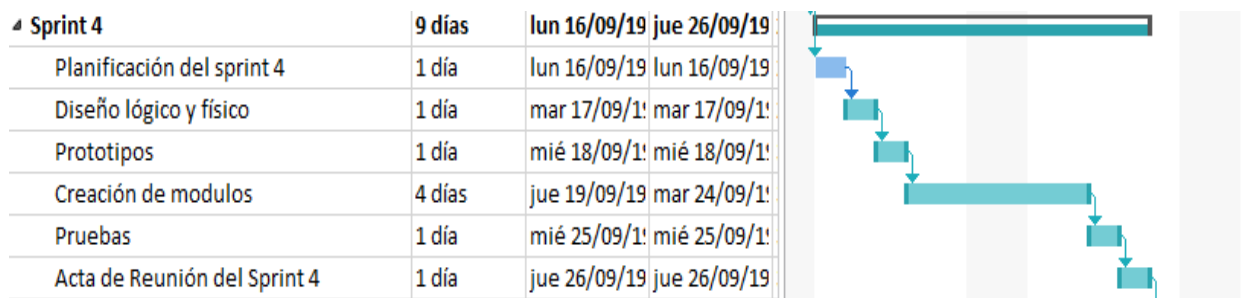 Sprint 4 9 días lun 16/09/19 jue 26/09/19
Planificación del sprint 4 1 día lun 16/09/19 lun 16/09/19
Diseño lógico y físico 1 día mar 17/09/1 mar 17/09/1
Prototipos 1 día mié 18/09/1 mié 18/09/1
Creación de modulos 4 días jue 19/09/19 mar 24/09/19
Pruebas 1 día mié 25/09/1 mié 25/09/1
Acta de Reunión del Sprint 4 1 día jue 26/09/19 jue 26/09/19